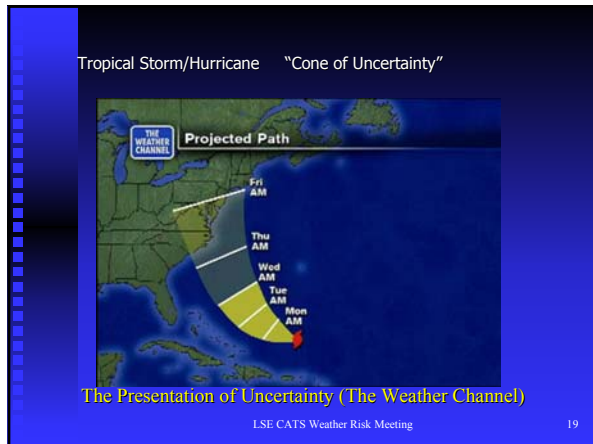 Tropical Storm/Hurricane “Cone of Uncertainty”
THE
WEATHER
CHANNEL
Projected Path
Fri
AM
Thu
AM
Wed
AM
Tue
AM
Mon
AM
The Presentation of Uncertainty (The Weather Channel)
LSE CATS Weather Risk Meeting 19